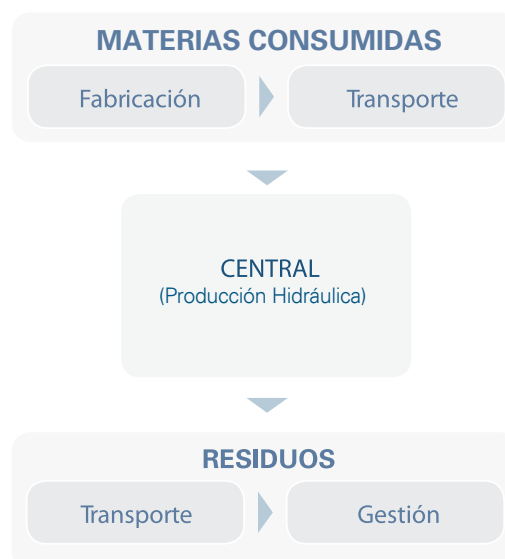 MATERIAS CONSUMIDAS
Fabricación
Transporte
CENTRAL
(Producción Hidráulica)
RESIDUOS
Transporte
Gestión